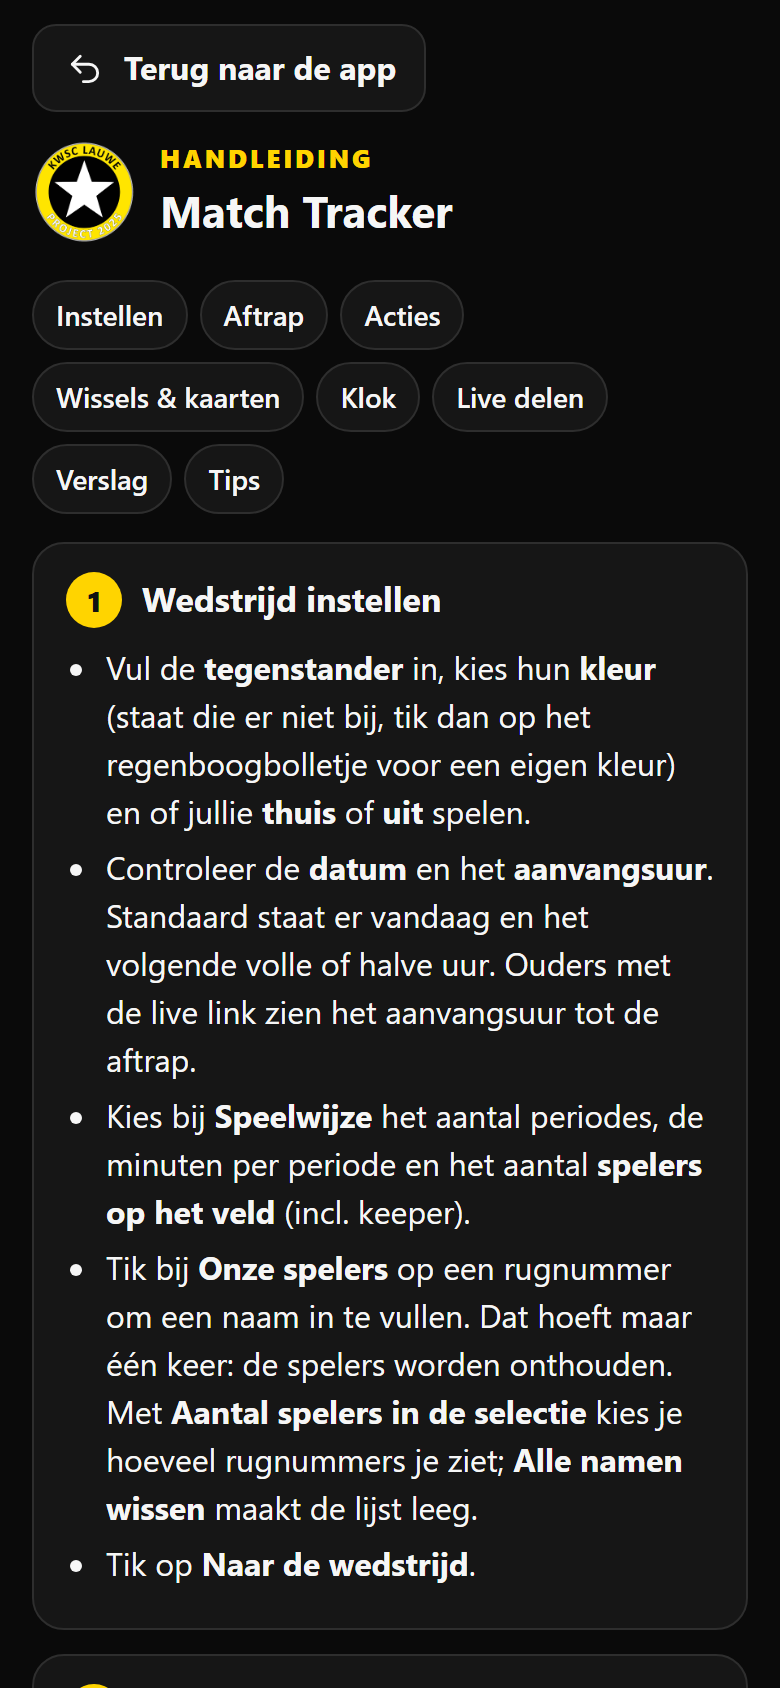 Terug naar de app
KWSC LAUWE
PROJECT 2025
HANDLEIDING
Match Tracker
Instellen
Aftrap
Acties
Wissels & kaarten
Klok
Live delen
Verslag
Tips
1 Wedstrijd instellen
• Vul de tegenstander in, kies hun kleur
(staat die er niet bij, tik dan op het
regenboogbolletje voor een eigen kleur)
en of jullie thuis of uit spelen.
• Controleer de datum en het aanvangsuur.
Standaard staat er vandaag en het
volgende volle of halve uur. Ouders met
de live link zien het aanvangsuur tot de
aftrap.
• Kies bij Speelwijze het aantal periodes, de
minuten per periode en het aantal spelers
op het veld (incl. keeper).
• Tik bij Onze spelers op een rugnummer
om een naam in te vullen. Dat hoeft maar
één keer: de spelers worden onthouden.
Met Aantal spelers in de selectie kies je
hoeveel rugnummers je ziet; Alle namen
wissen maakt de lijst leeg.
• Tik op Naar de wedstrijd.